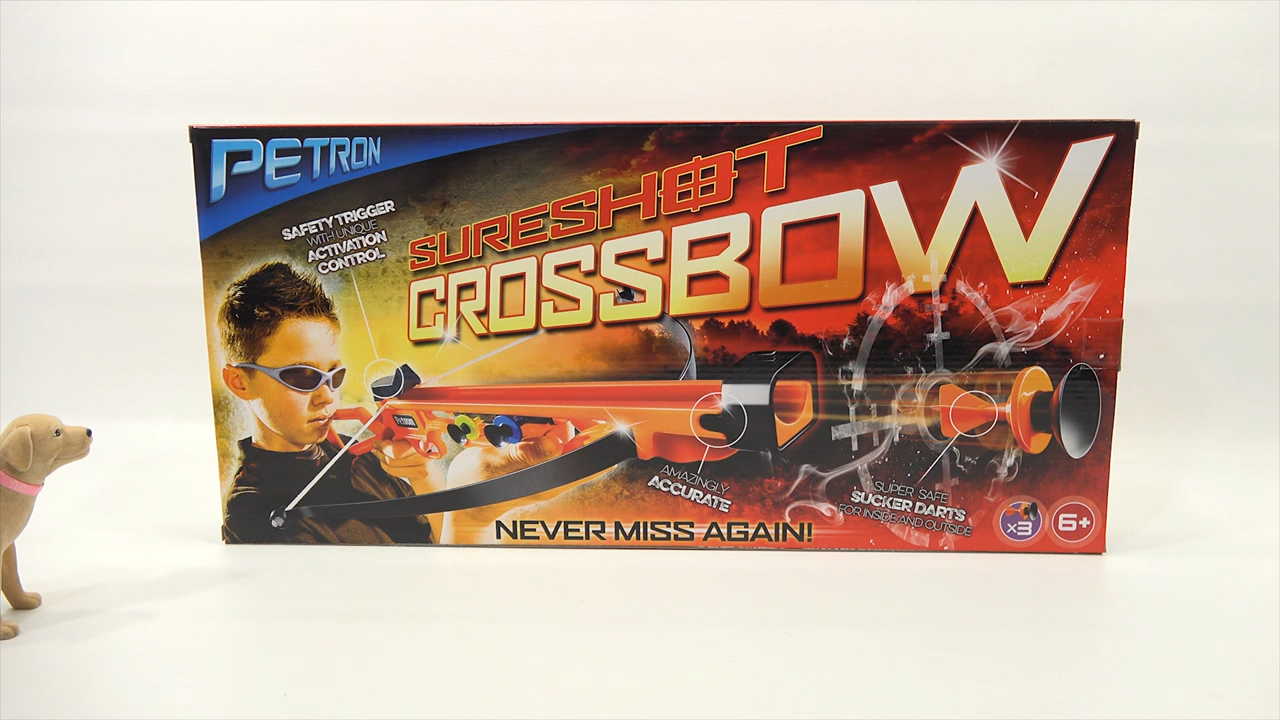 PETRON
SURESHOT
CROSSBOW
SAFETY TRIGGER
WITH UNIQUE
ACTIVATION
CONTROL
Petron
AMAZINGLY
ACCURATE
SUPER SAFE
SUCKER DARTS
FOR INSIDE AND OUTSIDE
NEVER MISS AGAIN!
x3
6+